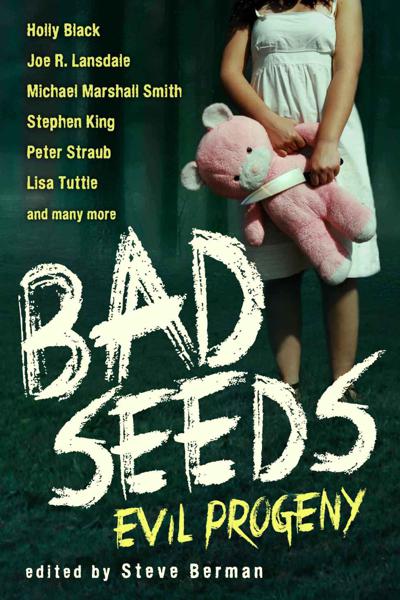 Holly Black
Joe R. Lansdale
Michael Marshall Smith
Stephen King
Peter Straub
Lisa Tuttle
and many more
BAD
SEEDS
EVIL PROGENY
edited by Steve Berman